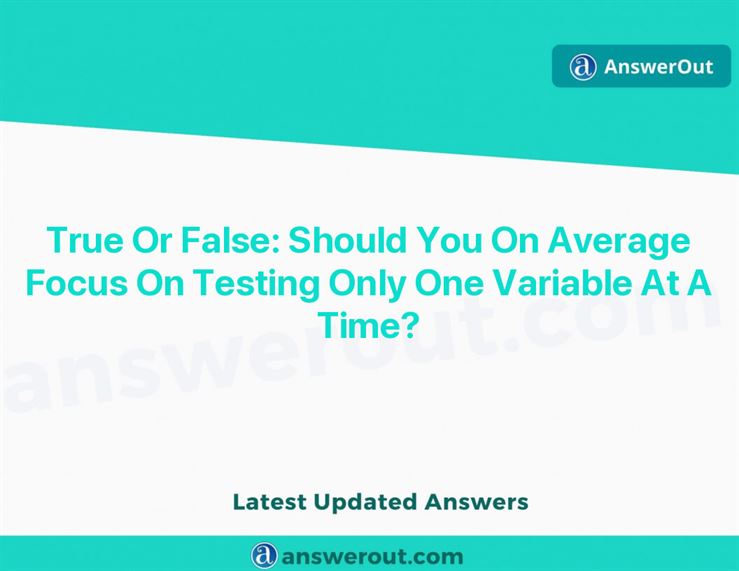 AnswerOut
True Or False: Should You On Average
Focus On Testing Only One Variable At A
Time?
answerout.com
Latest Updated Answers
answerout.com